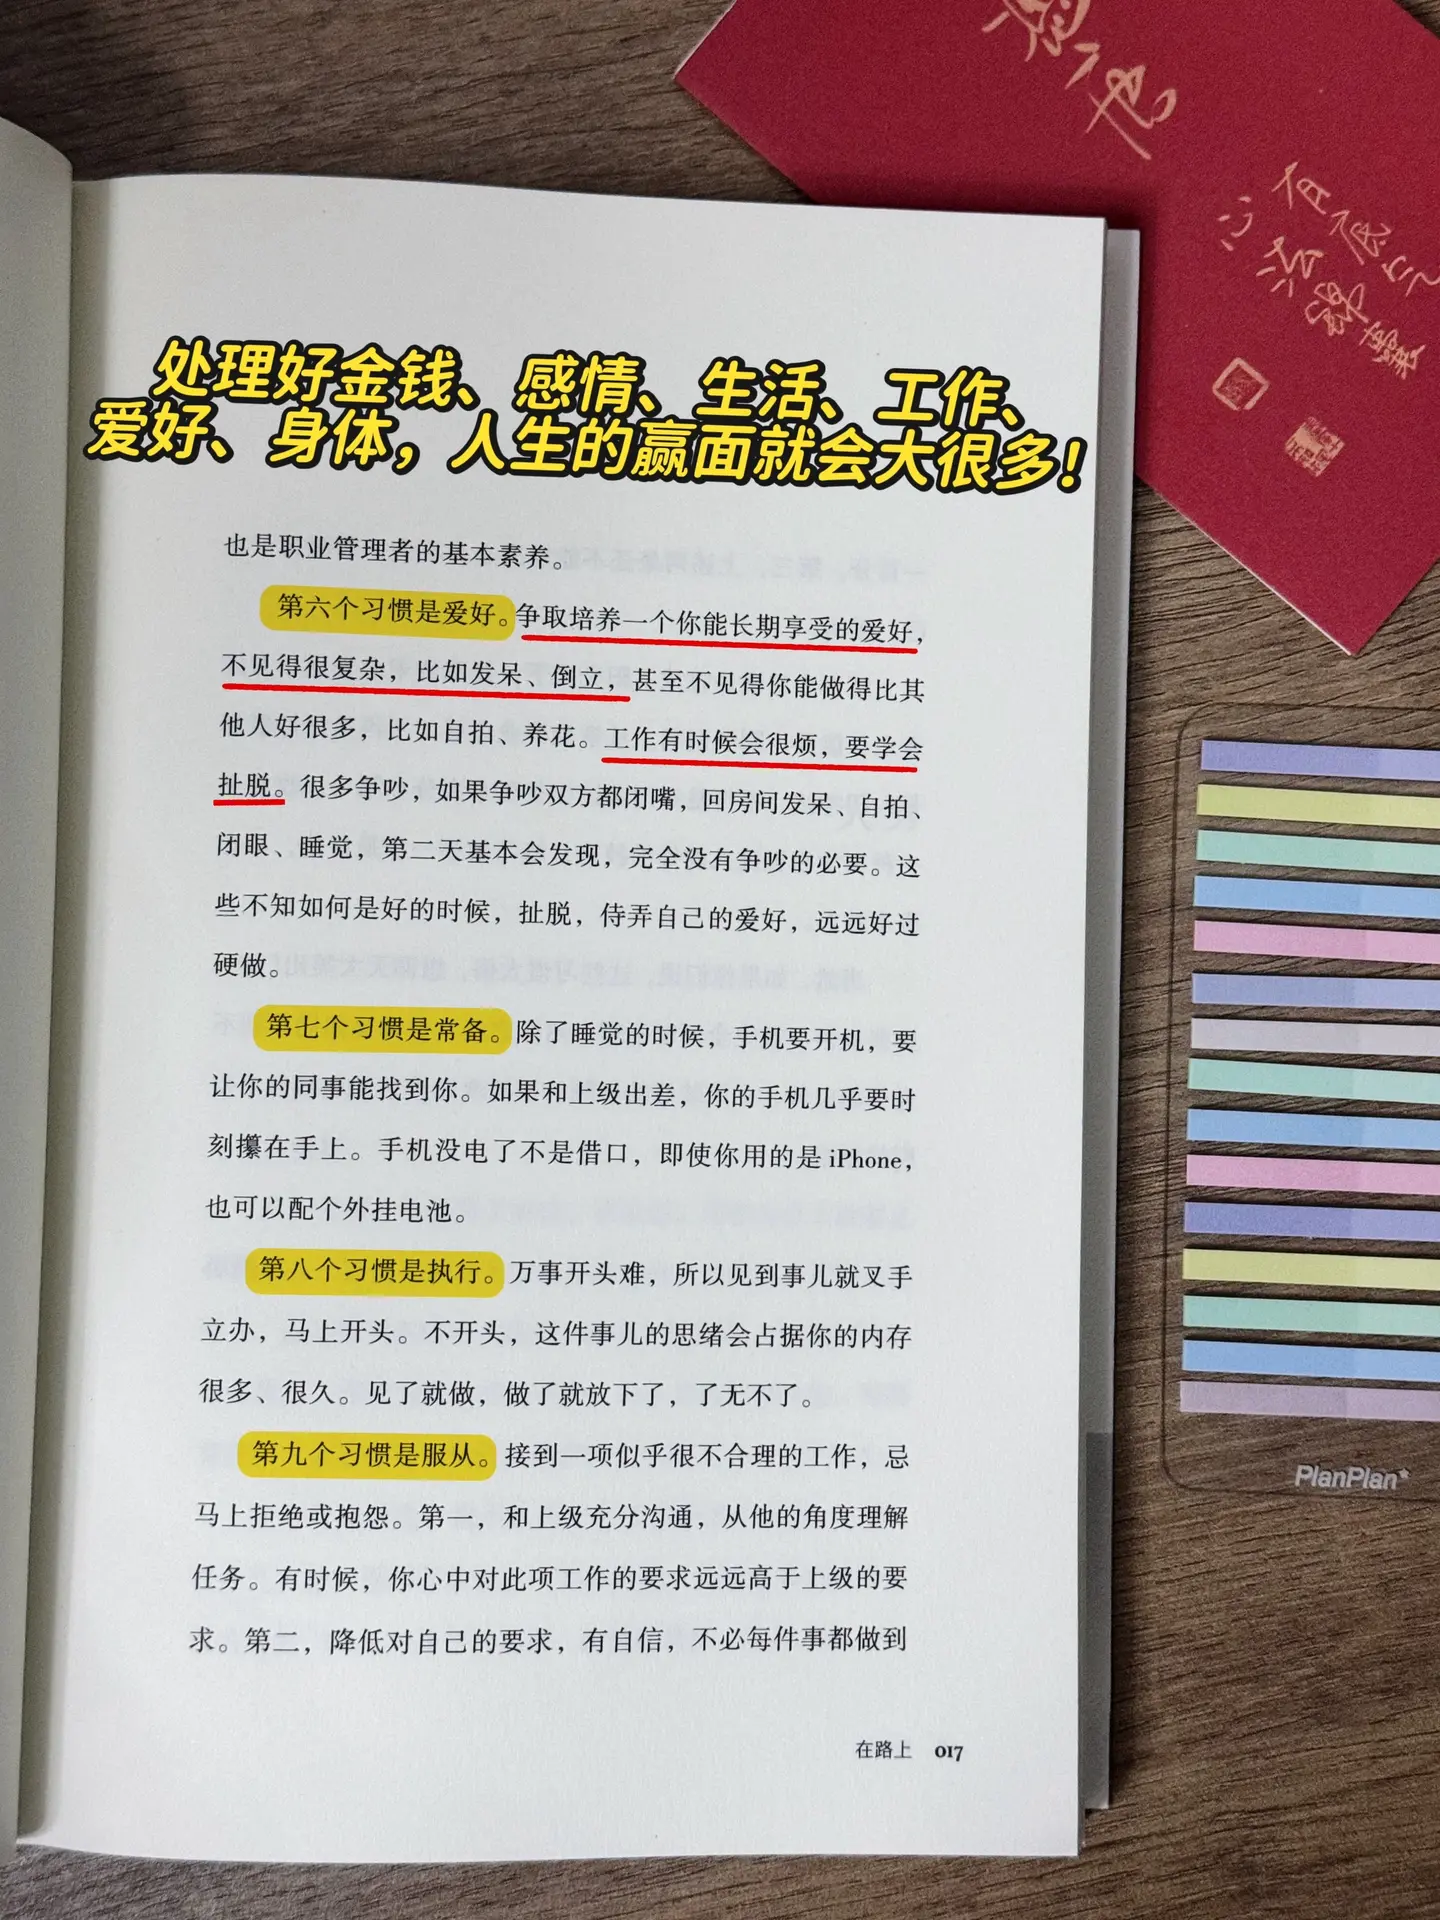 处理好金钱、感情、生活、工作、
爱好、身体，人生的赢面就会大很多！
也是职业管理者的基本素养。
第六个习惯是爱好。争取培养一个你能长期享受的爱好，
不见得很复杂，比如发呆、倒立，甚至不见得你能做得比其
他人好很多，比如自拍、养花。工作有时候会很烦，要学会
扯脱。很多争吵，如果争吵双方都闭嘴，回房间发呆、自拍、
闭眼、睡觉，第二天基本会发现，完全没有争吵的必要。这
些不知如何是好的时候，扯脱，侍弄自己的爱好，远远好过
硬做。
第七个习惯是常备。除了睡觉的时候，手机要开机，要
让你的同事能找到你。如果和上级出差，你的手机几乎要时
刻攥在手上。手机没电了不是借口，即使你用的是 iPhone，
也可以配个外挂电池。
第八个习惯是执行。万事开头难，所以见到事儿就叉手
立办，马上开头。不开头，这件事儿的思绪会占据你的内存
很多、很久。见了就做，做了就放下了，了无不了。
第九个习惯是服从。接到一项似乎很不合理的工作，忌
马上拒绝或抱怨。第一，和上级充分沟通，从他的角度理解
任务。有时候，你心中对此项工作的要求远远高于上级的要
求。第二，降低对自己的要求，有自信，不必每件事都做到
在路上 017
有底气
心法
PlanPlan*